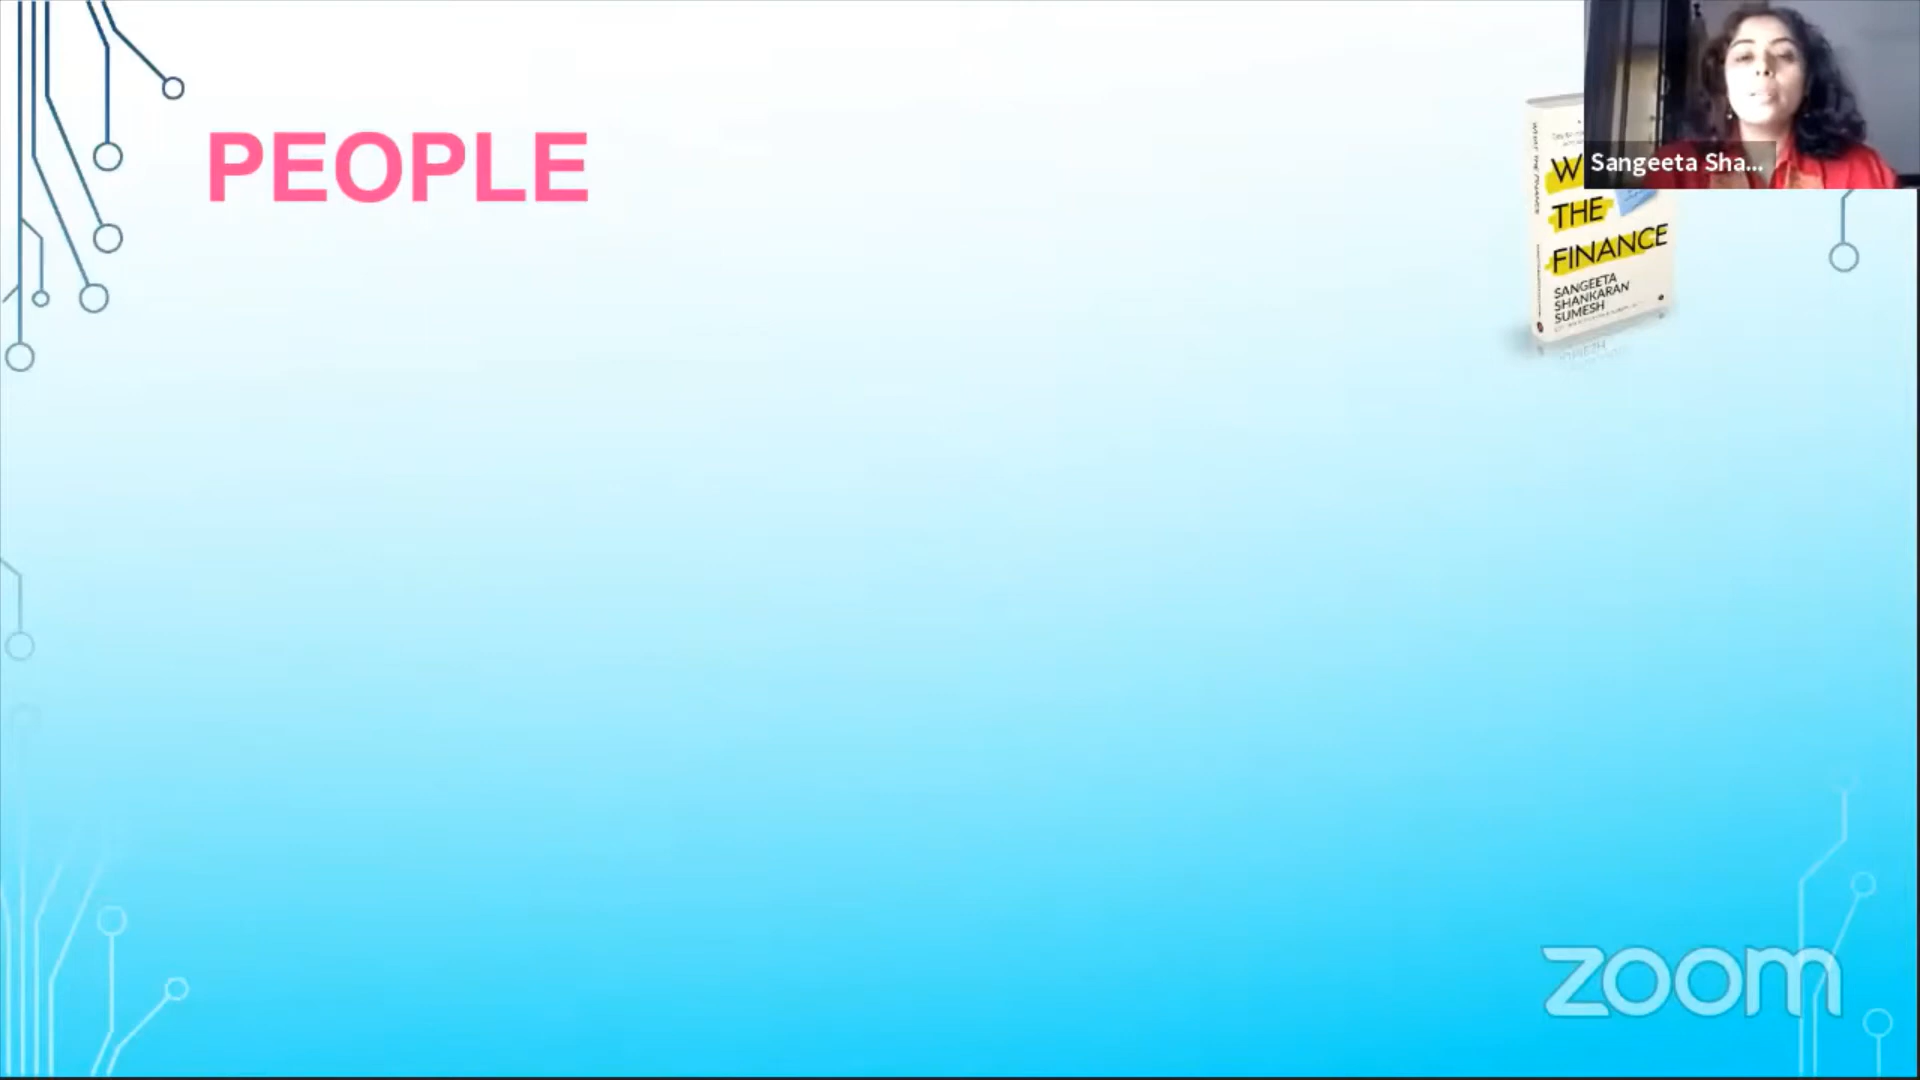 PEOPLE
Sangeeta Sha...
THE
FINANCE
SANGEETA
SHANKARAN
SUMESH
zoom